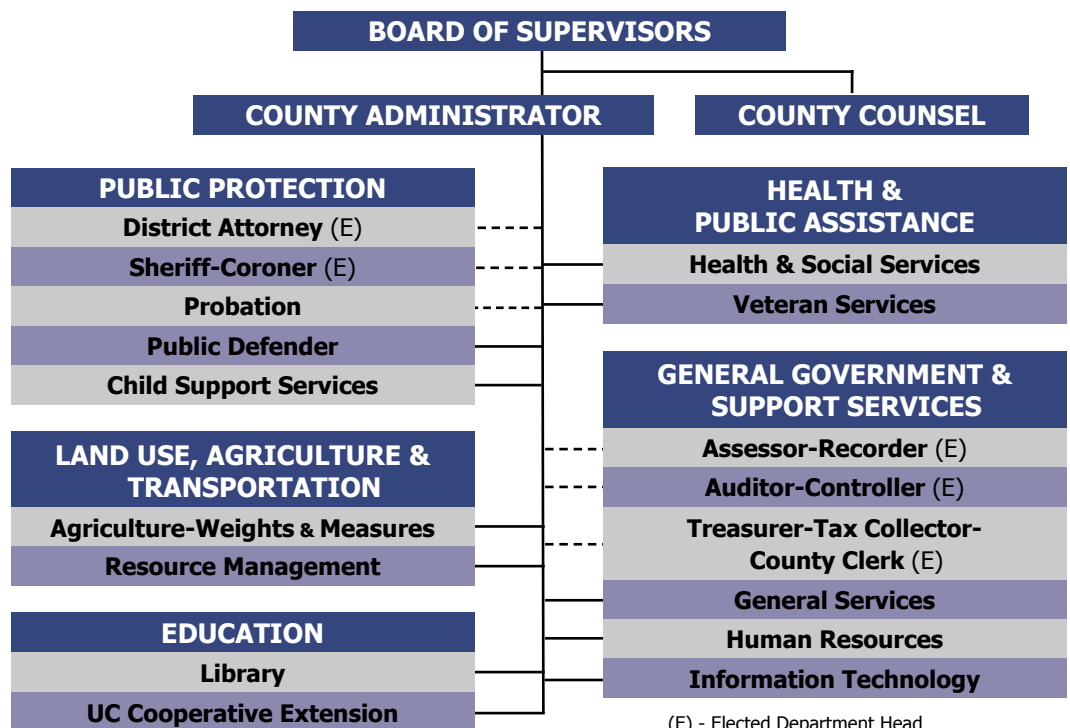 BOARD OF SUPERVISORS
COUNTY ADMINISTRATOR
COUNTY COUNSEL
PUBLIC PROTECTION
District Attorney (E)
Sheriff-Coroner (E)
Probation
Public Defender
Child Support Services
LAND USE, AGRICULTURE &
TRANSPORTATION
Agriculture-Weights & Measures
Resource Management
EDUCATION
Library
UC Cooperative Extension
HEALTH &
PUBLIC ASSISTANCE
Health & Social Services
Veteran Services
GENERAL GOVERNMENT &
SUPPORT SERVICES
Assessor-Recorder (E)
Auditor-Controller (E)
Treasurer-Tax Collector-
County Clerk (E)
General Services
Human Resources
Information Technology
(E) - Elected Department Head